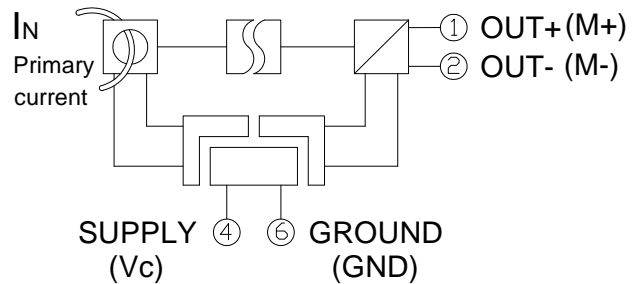 IN
Primary
current
1 OUT+ (M+)
2 OUT- (M-)
SUPPLY 4 6 GROUND
(Vc) (GND)